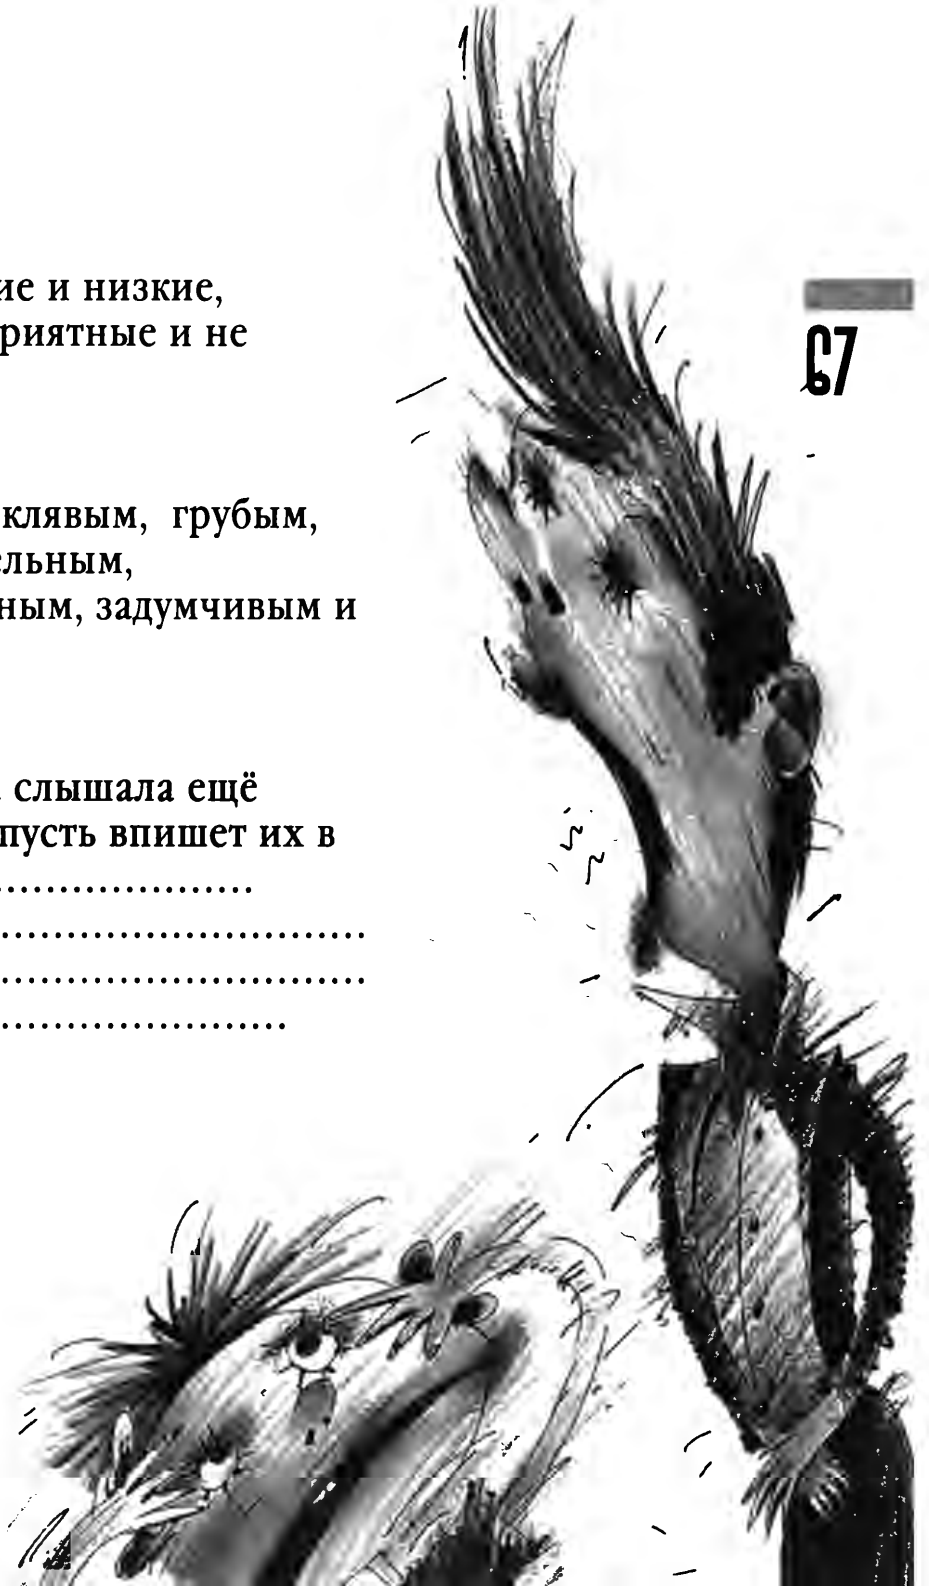 ие и низкие,
риятные и не
67
клявым, грубым,
ельным,
ным, задумчивым и
слышала ещё
пусть впишет их в
....................
............................
............................
......................